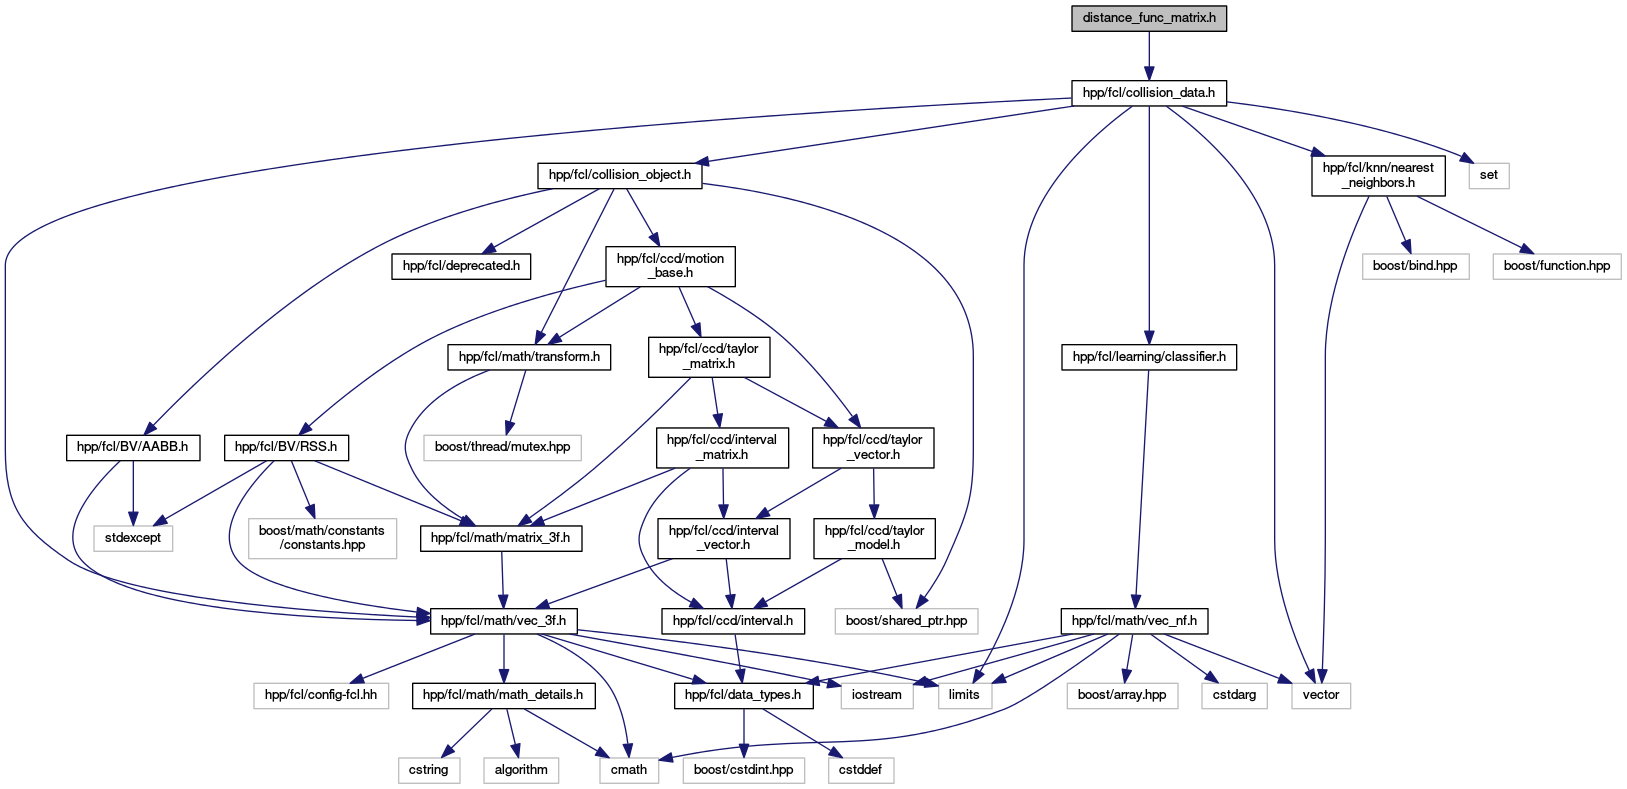 distance_func_matrix.h
hpp/fcl/collision_data.h
hpp/fcl/collision_object.h
hpp/fcl/knn/nearest
_neighbors.h
set
hpp/fcl/deprecated.h
hpp/fcl/ccd/motion
_base.h
boost/bind.hpp
boost/function.hpp
hpp/fcl/math/transform.h
hpp/fcl/ccd/taylor
_matrix.h
hpp/fcl/learning/classifier.h
hpp/fcl/BV/AABB.h
hpp/fcl/BV/RSS.h
boost/thread/mutex.hpp
hpp/fcl/ccd/interval
_matrix.h
hpp/fcl/ccd/taylor
_vector.h
stdexcept
boost/math/constants
/constants.hpp
hpp/fcl/math/matrix_3f.h
hpp/fcl/ccd/interval
_vector.h
hpp/fcl/ccd/taylor
_model.h
hpp/fcl/math/vec_3f.h
hpp/fcl/ccd/interval.h
boost/shared_ptr.hpp
hpp/fcl/math/vec_nf.h
hpp/fcl/config-fcl.hh
hpp/fcl/math/math_details.h
hpp/fcl/data_types.h
iostream
limits
boost/array.hpp
cstdarg
vector
cstring
algorithm
cmath
boost/cstdint.hpp
cstddef